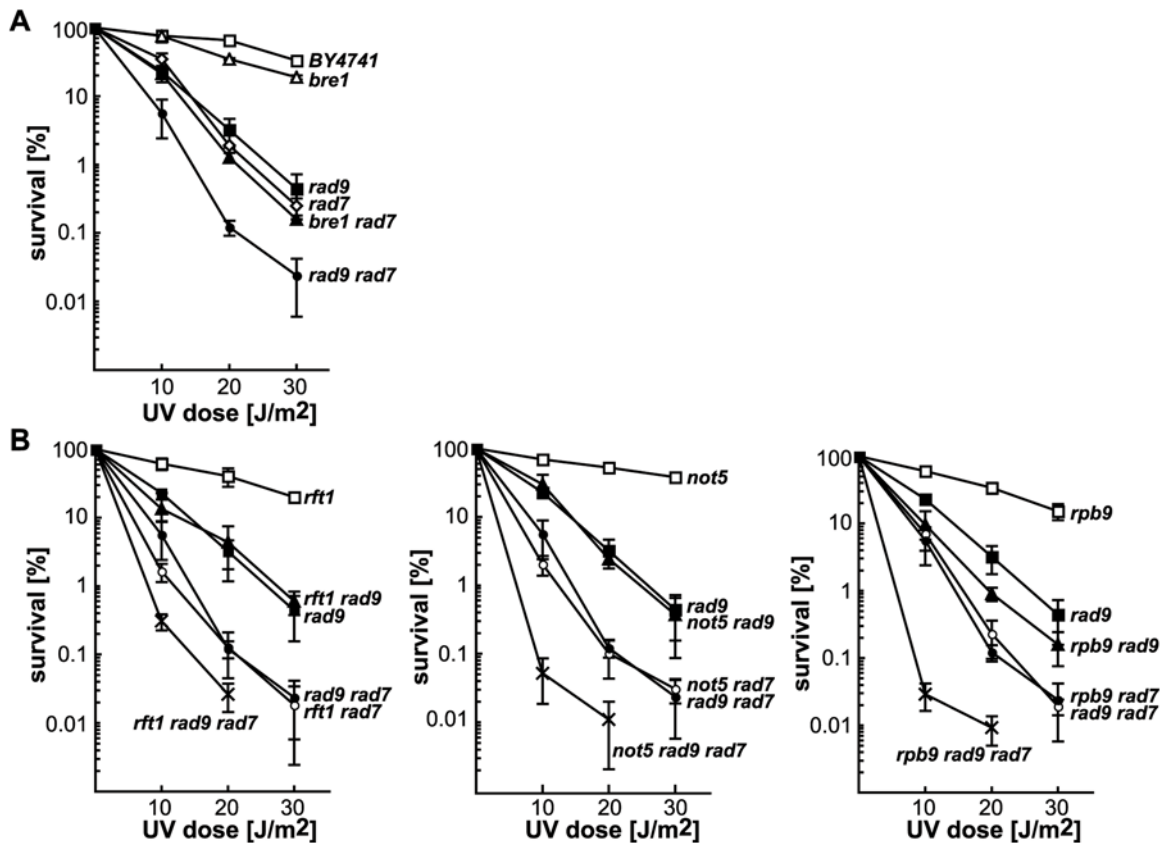 A
100
10
1
0.1
0.01
survival [%]
BY4741
bre1
rad9
rad7
bre1 rad7
rad9 rad7
10 20 30
UV dose [J/m2]
B
100
10
1
0.1
0.01
survival [%]
rft1
rft1 rad9
rad9
rad9 rad7
rft1 rad7
rft1 rad9 rad7
10 20 30
UV dose [J/m2]
100
10
1
0.1
0.01
survival [%]
not5
rad9
not5 rad9
not5 rad7
rad9 rad7
not5 rad9 rad7
10 20 30
UV dose [J/m2]
100
10
1
0.1
0.01
survival [%]
rpb9
rad9
rpb9 rad9
rpb9 rad7
rad9 rad7
rpb9 rad9 rad7
10 20 30
UV dose [J/m2]